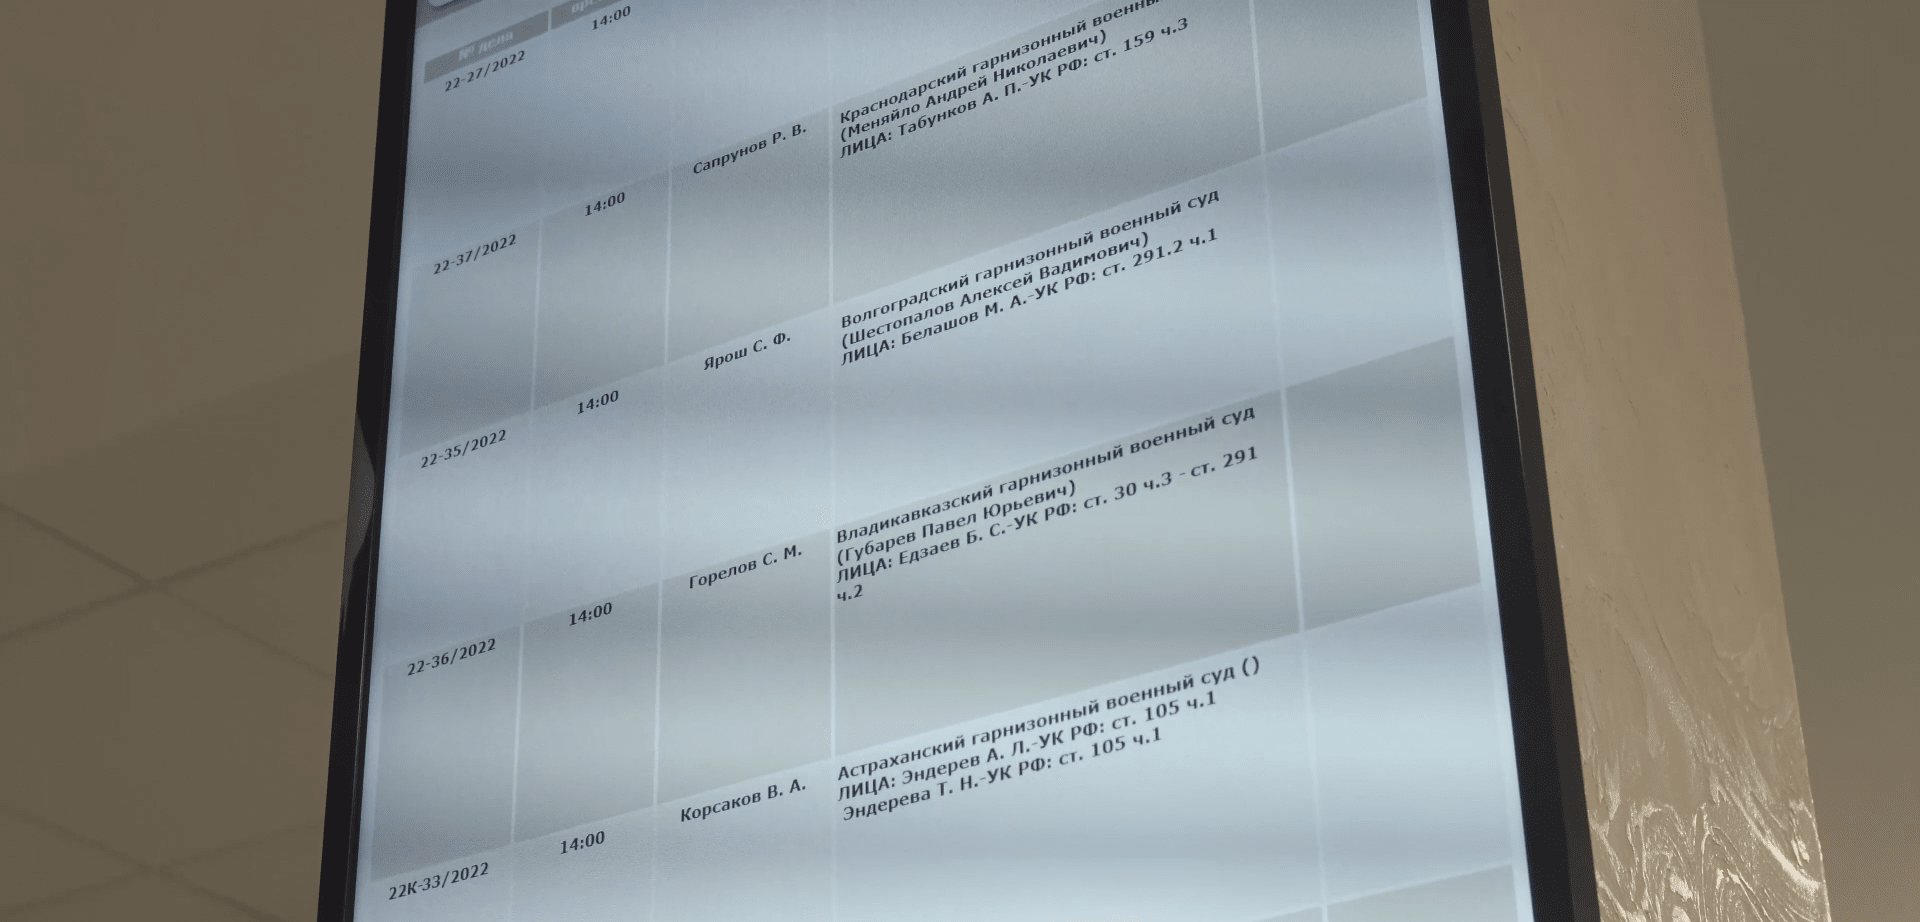 № дела
22-27/2022
14:00
22-37/2022
14:00
Сапрунов Р. В.
Краснодарский гарнизонный военный
(Меняйло Андрей Николаевич)
ЛИЦА: Табунков А. П.-УК РФ: ст. 159 ч.3
22-35/2022
14:00
Ярош С. Ф.
Волгоградский гарнизонный военный суд
(Шестопалов Алексей Вадимович)
ЛИЦА: Белашов М. А.-УК РФ: ст. 291.2 ч.1
22-36/2022
14:00
Горелов С. М.
Владикавказский гарнизонный военный суд
(Губарев Павел Юрьевич)
ЛИЦА: Едзаев Б. С.-УК РФ: ст. 30 ч.3 - ст. 291
ч.2
22К-33/2022
14:00
Корсаков В. А.
Астраханский гарнизонный военный суд ()
ЛИЦА: Эндерев А. Л.-УК РФ: ст. 105 ч.1
Эндерева Т. Н.-УК РФ: ст. 105 ч.1